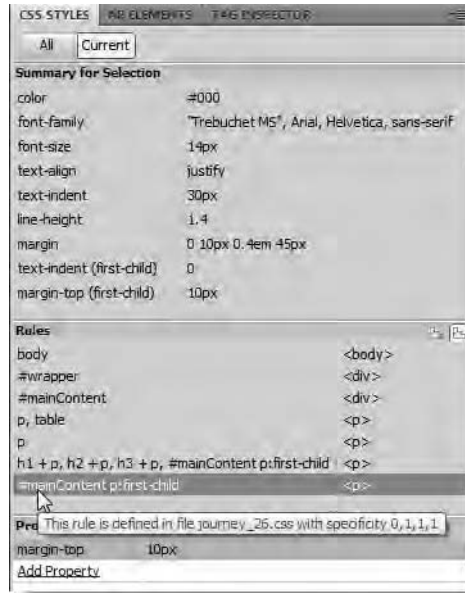 CSS STYLES AP ELEMENTS TAG INSPECTOR
All Current
Summary for Selection
color #000
font-family "Trebuchet MS", Arial, Helvetica, sans-serif
font-size 14px
text-align justify
text-indent 30px
line-height 1.4
margin 0 10px 0.4em 45px
text-indent (first-child) 0
margin-top (first-child) 10px
Rules
body <body>
#wrapper <div>
#mainContent <div>
p, table <p>
p <p>
h1 + p, h2 + p, h3 + p, #mainContent p:first-child <p>
#mainContent p:first-child <p>
This rule is defined in file journey_26.css with specificity 0,1,1,1
margin-top 10px
Add Property